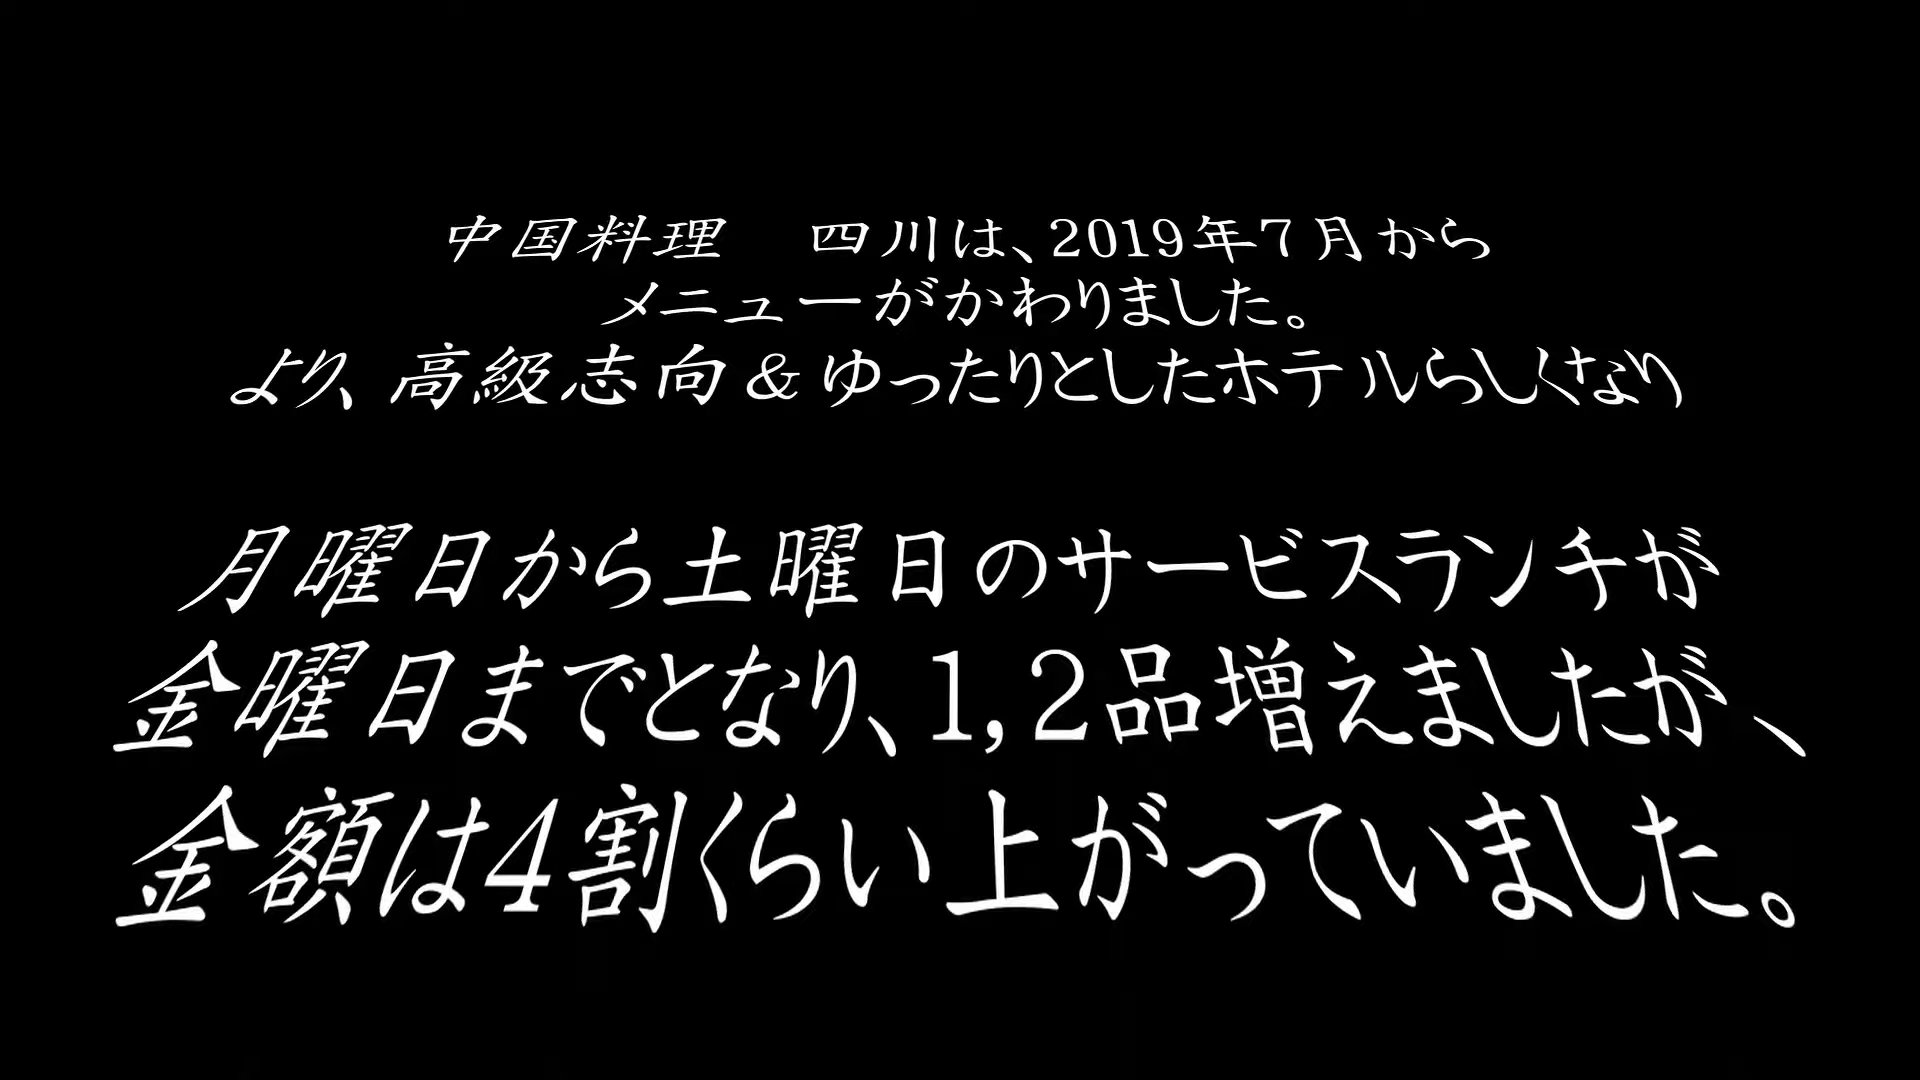 中国料理　四川は、2019年7月から
メニューがかわりました。
より、高級志向＆ゆったりとしたホテルらしくなり
月曜日から土曜日のサービスランチが
金曜日までとなり、1,2品増えましたが、
金額は4割くらい上がっていました。